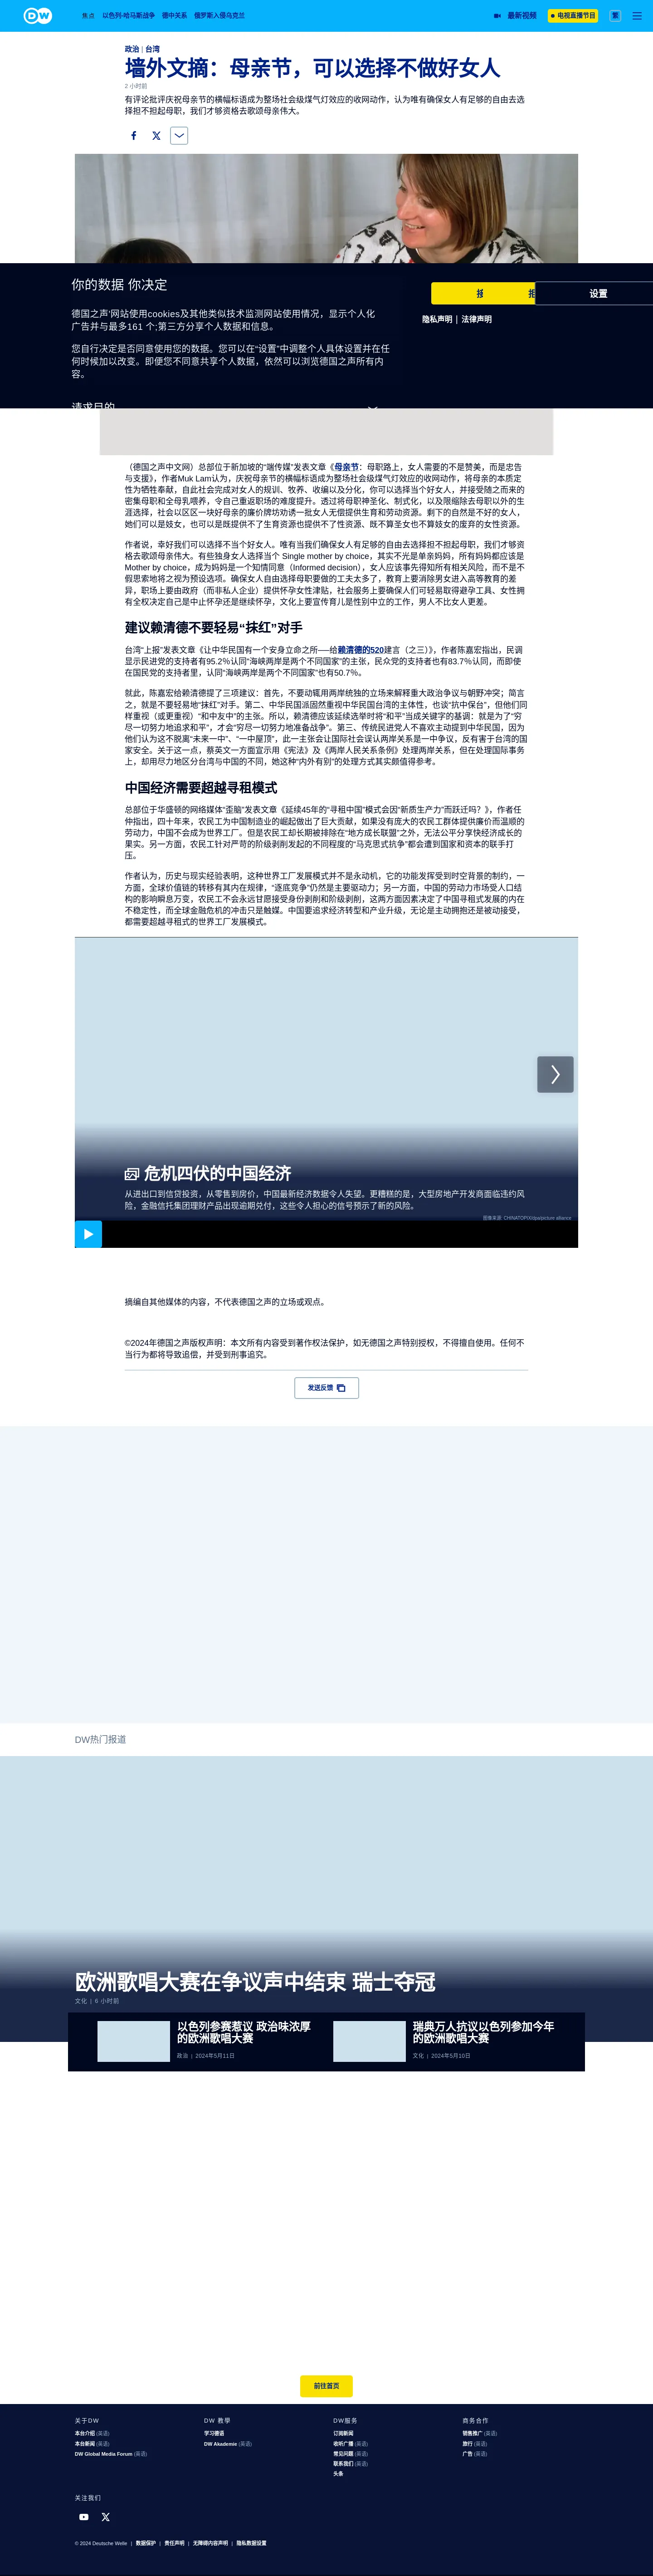 DW 焦点 以色列-哈马斯战争 德中关系 俄罗斯入侵乌克兰 最新视频 电视直播节目 繁
政治 | 台湾
墙外文摘：母亲节，可以选择不做好女人
2 小时前
有评论批评庆祝母亲节的横幅标语成为整场社会级煤气灯效应的收网动作，认为唯有确保女人有足够的自由去选
择担不担起母职，我们才够资格去歌颂母亲伟大。
你的数据 你决定
德国之声'网站使用cookies及其他类似技术监测网站使用情况，显示个人化
广告并与最多161 个;第三方分享个人数据和信息。
您自行决定是否同意使用您的数据。您可以在“设置”中调整个人具体设置并在任
何时候加以改变。即便您不同意共享个人数据，依然可以浏览德国之声所有内
容。
设置
隐私声明 | 法律声明
（德国之声中文网）总部位于新加坡的“端传媒”发表文章《母亲节：母职路上，女人需要的不是赞美，而是忠告
与支援》，作者Muk Lam认为，庆祝母亲节的横幅标语成为整场社会级煤气灯效应的收网动作，将母亲的本质定
性为牺牲奉献，自此社会完成对女人的规训、牧养、收编以及分化，你可以选择当个好女人，并接受随之而来的
密集母职和全母乳喂养，令自己重返职场的难度提升。透过将母职神圣化、制式化，以及限缩除去母职以外的生
涯选择，社会以区区一块好母亲的廉价牌坊劝诱一批女人无偿提供生育和劳动资源。剩下的自然是不好的女人，
她们可以是妓女，也可以是既提供不了生育资源也提供不了性资源、既不算圣女也不算妓女的废弃的女性资源。
作者说，幸好我们可以选择不当个好女人。唯有当我们确保女人有足够的自由去选择担不担起母职，我们才够资
格去歌颂母亲伟大。有些独身女人选择当个 Single mother by choice，其实不光是单亲妈妈，所有妈妈都应该是
Mother by choice，成为妈妈是一个知情同意（Informed decision），女人应该事先得知所有相关风险，而不是不
假思索地将之视为预设选项。确保女人自由选择母职要做的工夫太多了，教育上要消除男女进入高等教育的差
异，职场上要由政府（而非私人企业）提供怀孕女性津贴，社会服务上要确保人们可轻易取得避孕工具、女性拥
有全权决定自己是中止怀孕还是继续怀孕，文化上要宣传育儿是性别中立的工作，男人不比女人更差。
建议赖清德不要轻易“抹红”对手
台湾“上报”发表文章《让中华民国有一个安身立命之所──给赖清德的520建言（之三）》，作者陈嘉宏指出，民调
显示民进党的支持者有95.2%认同“海峡两岸是两个不同国家”的主张，民众党的支持者也有83.7%认同，而即使
在国民党的支持者里，认同“海峡两岸是两个不同国家”也有50.7%。
就此，陈嘉宏给赖清德提了三项建议：首先，不要动辄用两岸统独的立场来解释重大政治争议与朝野冲突；简言
之，就是不要轻易地“抹红”对手。第二、中华民国派固然重视中华民国台湾的主体性，也谈“抗中保台”，但他们同
样重视（或更重视）“和中友中”的主张。所以，赖清德应该延续选举时将“和平”当成关键字的基调：就是为了“穷
尽一切努力地追求和平”，才会“穷尽一切努力地准备战争”。第三、传统民进党人不喜欢主动提到中华民国，因为
他们认为这不脱离“未来一中”、“一中屋顶”，此一主张会让国际社会误认两岸关系是一中争议，反有害于台湾的国
家安全。关于这一点，蔡英文一方面宣示用《宪法》及《两岸人民关系条例》处理两岸关系，但在处理国际事务
上，却用尽力地区分台湾与中国的不同，她这种“内外有别”的处理方式其实颇值得参考。
中国经济需要超越寻租模式
总部位于华盛顿的网络媒体“歪脑”发表文章《延续45年的“寻租中国”模式会因“新质生产力”而跃迁吗？》，作者任
仲指出，四十年来，农民工为中国制造业的崛起做出了巨大贡献，如果没有庞大的农民工群体提供廉价而温顺的
劳动力，中国不会成为世界工厂。但是农民工却长期被排除在“地方成长联盟”之外，无法公平分享快经济成长的
果实。另一方面，农民工针对严苛的阶级剥削发起的不同程度的“马克思式抗争”都会遭到国家和资本的联手打
压。
作者认为，历史与现实经验表明，这种世界工厂发展模式并不是永动机，它的功能发挥受到时空背景的制约，一
方面，全球价值链的转移有其内在规律，“逐底竞争”仍然是主要驱动力；另一方面，中国的劳动力市场受人口结
构的影响瞬息万变，农民工不会永远甘愿接受身份剥削和阶级剥削，这两方面因素决定了中国寻租式发展的内在
不稳定性，而全球金融危机的冲击只是触媒。中国要追求经济转型和产业升级，无论是主动拥抱还是被动接受，
都需要超越寻租式的世界工厂发展模式。
危机四伏的中国经济
从进出口到信贷投资，从零售到房价，中国最新经济数据令人失望。更糟糕的是，大型房地产开发商面临违约风
险，金融信托集团理财产品出现逾期兑付，这些令人担心的信号预示了新的风险。
图像来源: CHINATOPIX/dpa/picture alliance
摘编自其他媒体的内容，不代表德国之声的立场或观点。
©2024年德国之声版权声明：本文所有内容受到著作权法保护，如无德国之声特别授权，不得擅自使用。任何不
当行为都将导致追偿，并受到刑事追究。
发送反馈
DW热门报道
欧洲歌唱大赛在争议声中结束 瑞士夺冠
文化 | 6 小时前
以色列参赛惹议 政治味浓厚
的欧洲歌唱大赛
政治 | 2024年5月11日
瑞典万人抗议以色列参加今年
的欧洲歌唱大赛
文化 | 2024年5月10日
前往首页
关于DW
本台介绍 (英语)
本台新闻 (英语)
DW Global Media Forum (英语)
DW 教學
学习德语
DW Akademie (英语)
DW服务
订阅新闻
收听广播 (英语)
常见问题 (英语)
联系我们 (英语)
头条
商务合作
销售推广 (英语)
旅行 (英语)
广告 (英语)
关注我们
© 2024 Deutsche Welle | 数据保护 | 责任声明 | 无障碍内容声明 | 隐私数据设置